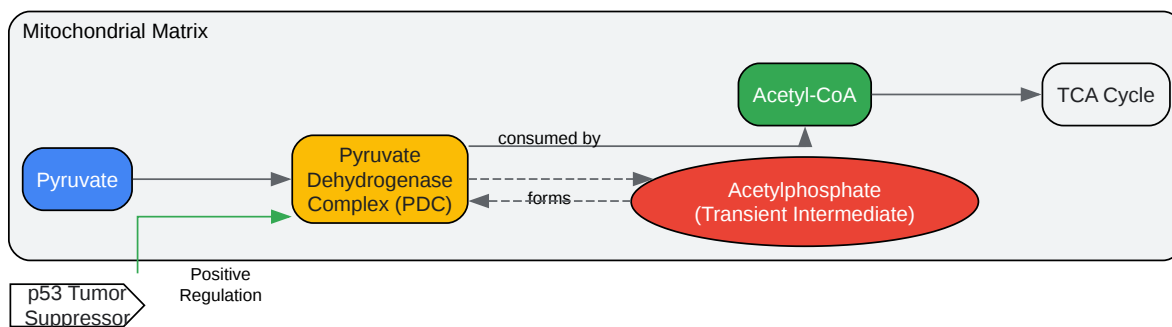 Mitochondrial Matrix
Acetyl-CoA
TCA Cycle
consumed by
Pyruvate
Pyruvate
Dehydrogenase
Complex (PDC)
forms
Acetylphosphate
(Transient Intermediate)
Positive
Regulation
p53 Tumor
Suppressor